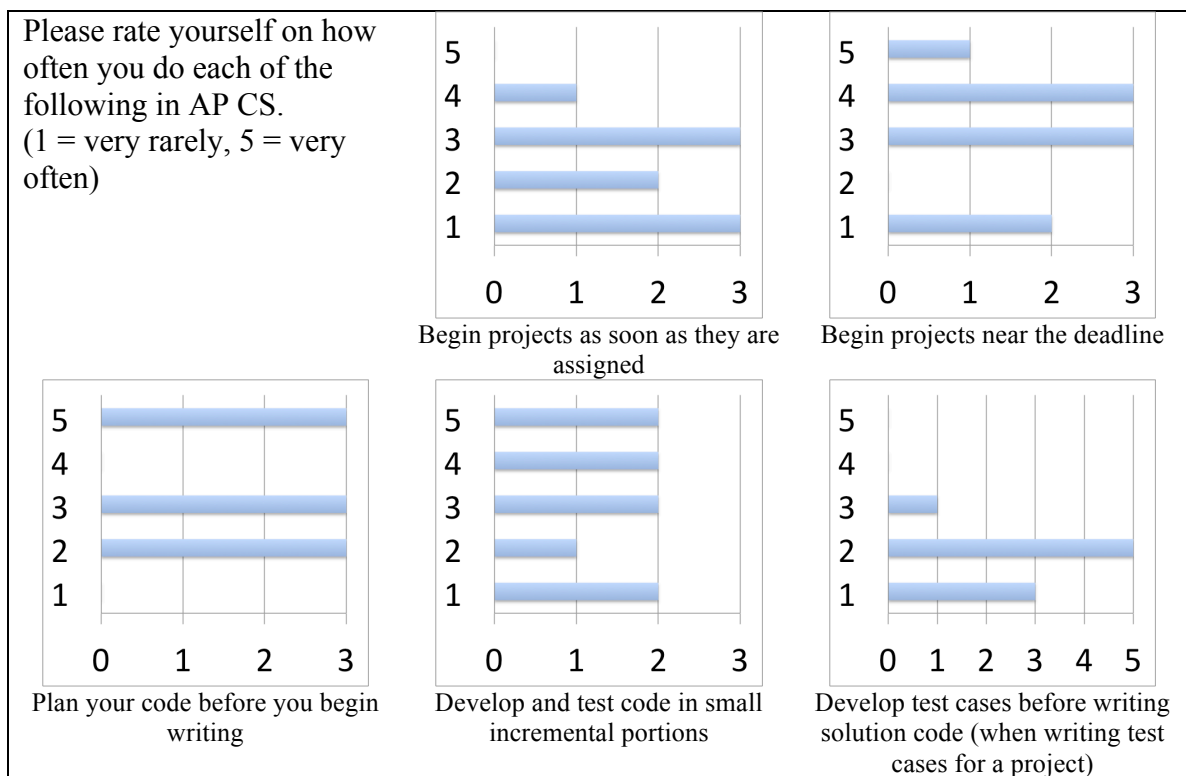 Please rate yourself on how
often you do each of the
following in AP CS.
(1 = very rarely, 5 = very
often)
5
4
3
2
1
0 1 2 3
Begin projects as soon as they are
assigned
5
4
3
2
1
0 1 2 3
Begin projects near the deadline
5
4
3
2
1
0 1 2 3
Plan your code before you begin
writing
5
4
3
2
1
0 1 2 3
Develop and test code in small
incremental portions
5
4
3
2
1
0 1 2 3 4 5
Develop test cases before writing
solution code (when writing test
cases for a project)